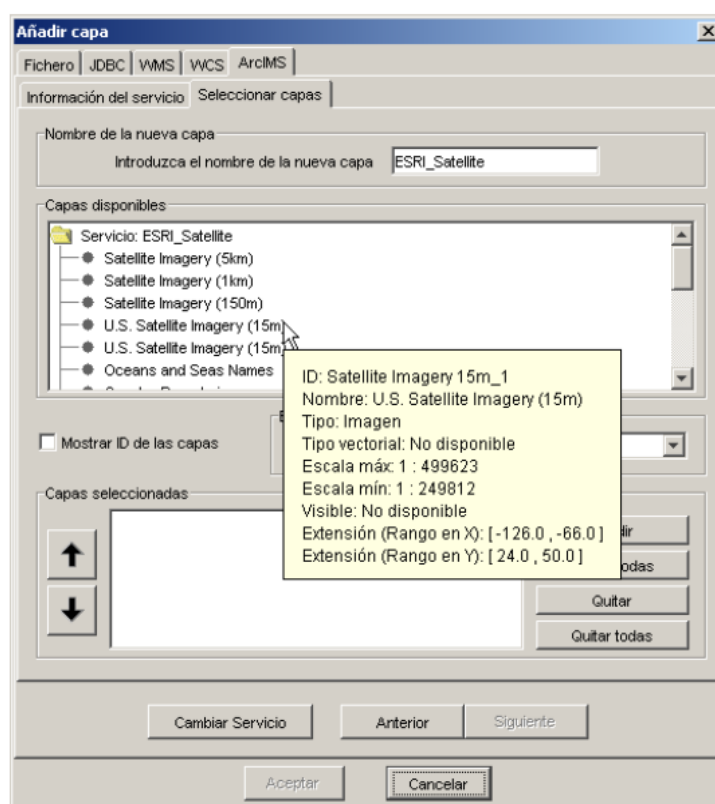 Añadir capa
Fichero JDBC WMS WCS ArcIMS
Información del servicio Seleccionar capas
Nombre de la nueva capa
Introduzca el nombre de la nueva capa ESRI_Satellite
Capas disponibles
Servicio: ESRI_Satellite
Satellite Imagery (5km)
Satellite Imagery (1km)
Satellite Imagery (150m)
U.S. Satellite Imagery (15m)
U.S. Satellite Imagery (15m)
Oceans and Seas Names
ID: Satellite Imagery 15m_1
Nombre: U.S. Satellite Imagery (15m)
Tipo: Imagen
Tipo vectorial: No disponible
Escala máx: 1 : 499623
Escala mín: 1 : 249812
Visible: No disponible
Extensión (Rango en X): [ -126.0 , -66.0 ]
Extensión (Rango en Y): [ 24.0 , 50.0 ]
Mostrar ID de las capas
Capas seleccionadas
Quitar
Quitar todas
Cambiar Servicio Anterior Siguiente
Aceptar Cancelar